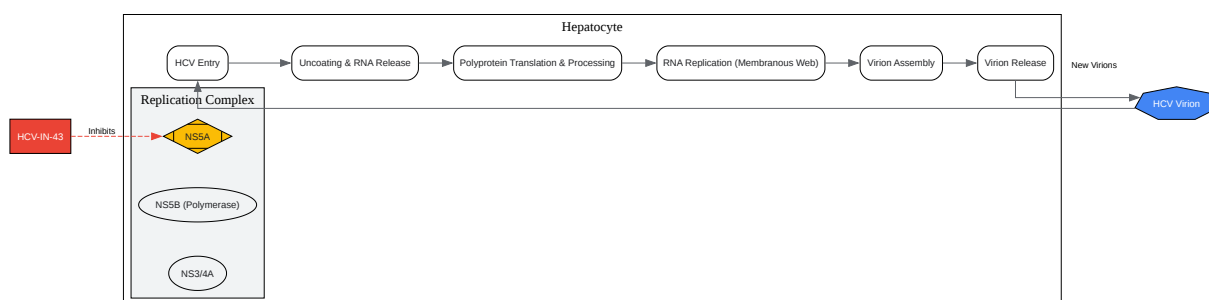 Hepatocyte
HCV Entry
Uncoating & RNA Release
Polyprotein Translation & Processing
RNA Replication (Membranous Web)
Virion Assembly
Virion Release
New Virions
HCV Virion
Replication Complex
HCV-IN-43
Inhibits
NS5A
NS5B (Polymerase)
NS3/4A